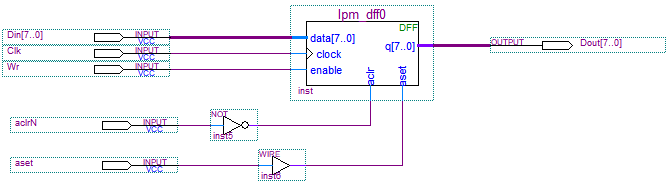 lpm_dff0
DFF
Din[7..0] INPUT VCC data[7..0]
q[7..0] OUTPUT Dout[7..0]
Clk INPUT VCC clock
Wr INPUT VCC enable
aclr aset
inst
NOT
aclrN INPUT VCC
inst5
WIRE
aset INPUT VCC
inst6